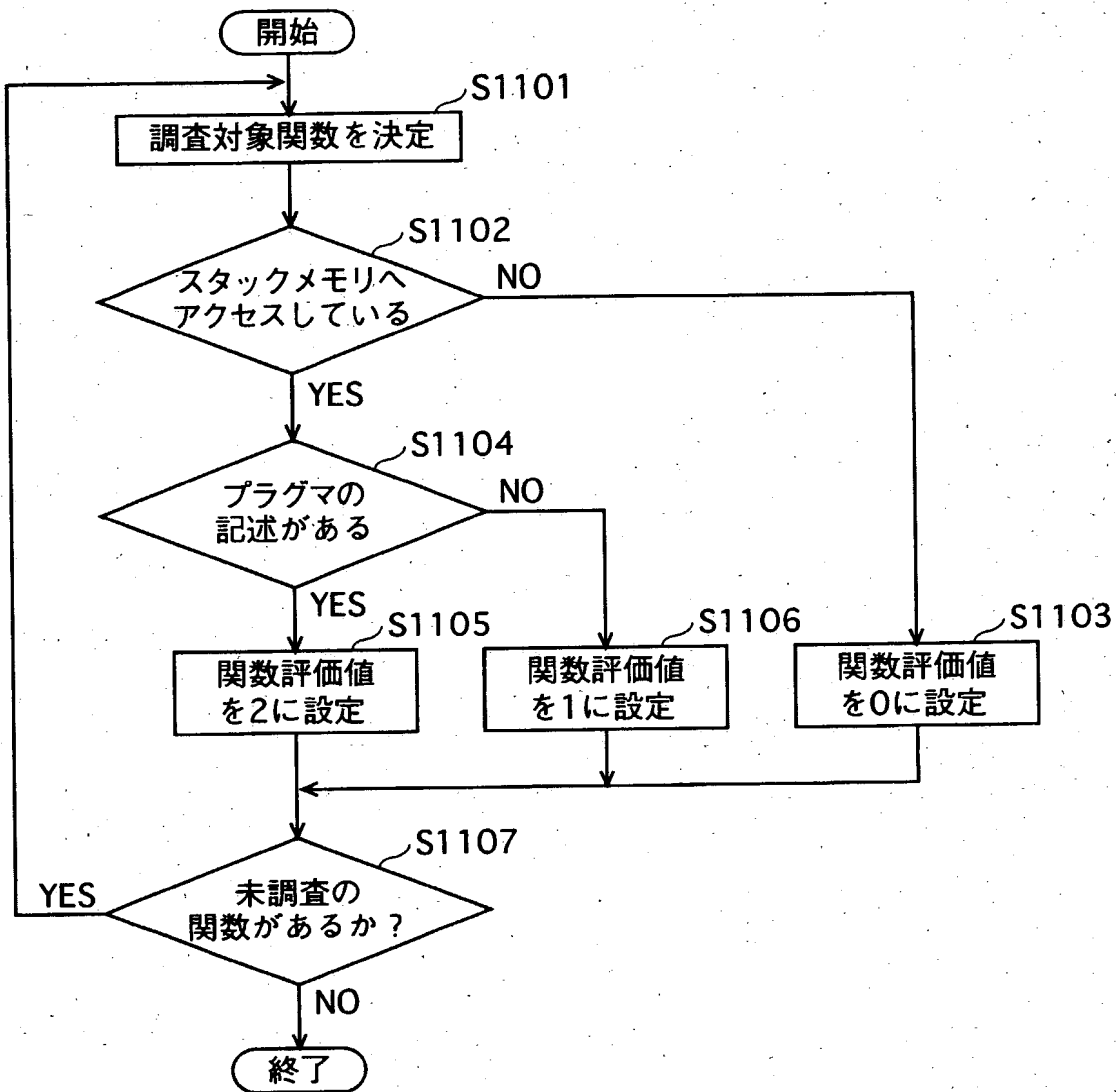 開始
S1101
調査対象関数を決定
S1102
スタックメモリへ
アクセスしている
NO
YES
S1104
プラグマの
記述がある
NO
YES
S1105
関数評価値
を2に設定
S1106
関数評価値
を1に設定
S1103
関数評価値
を0に設定
S1107
未調査の
関数があるか？
YES
NO
終了